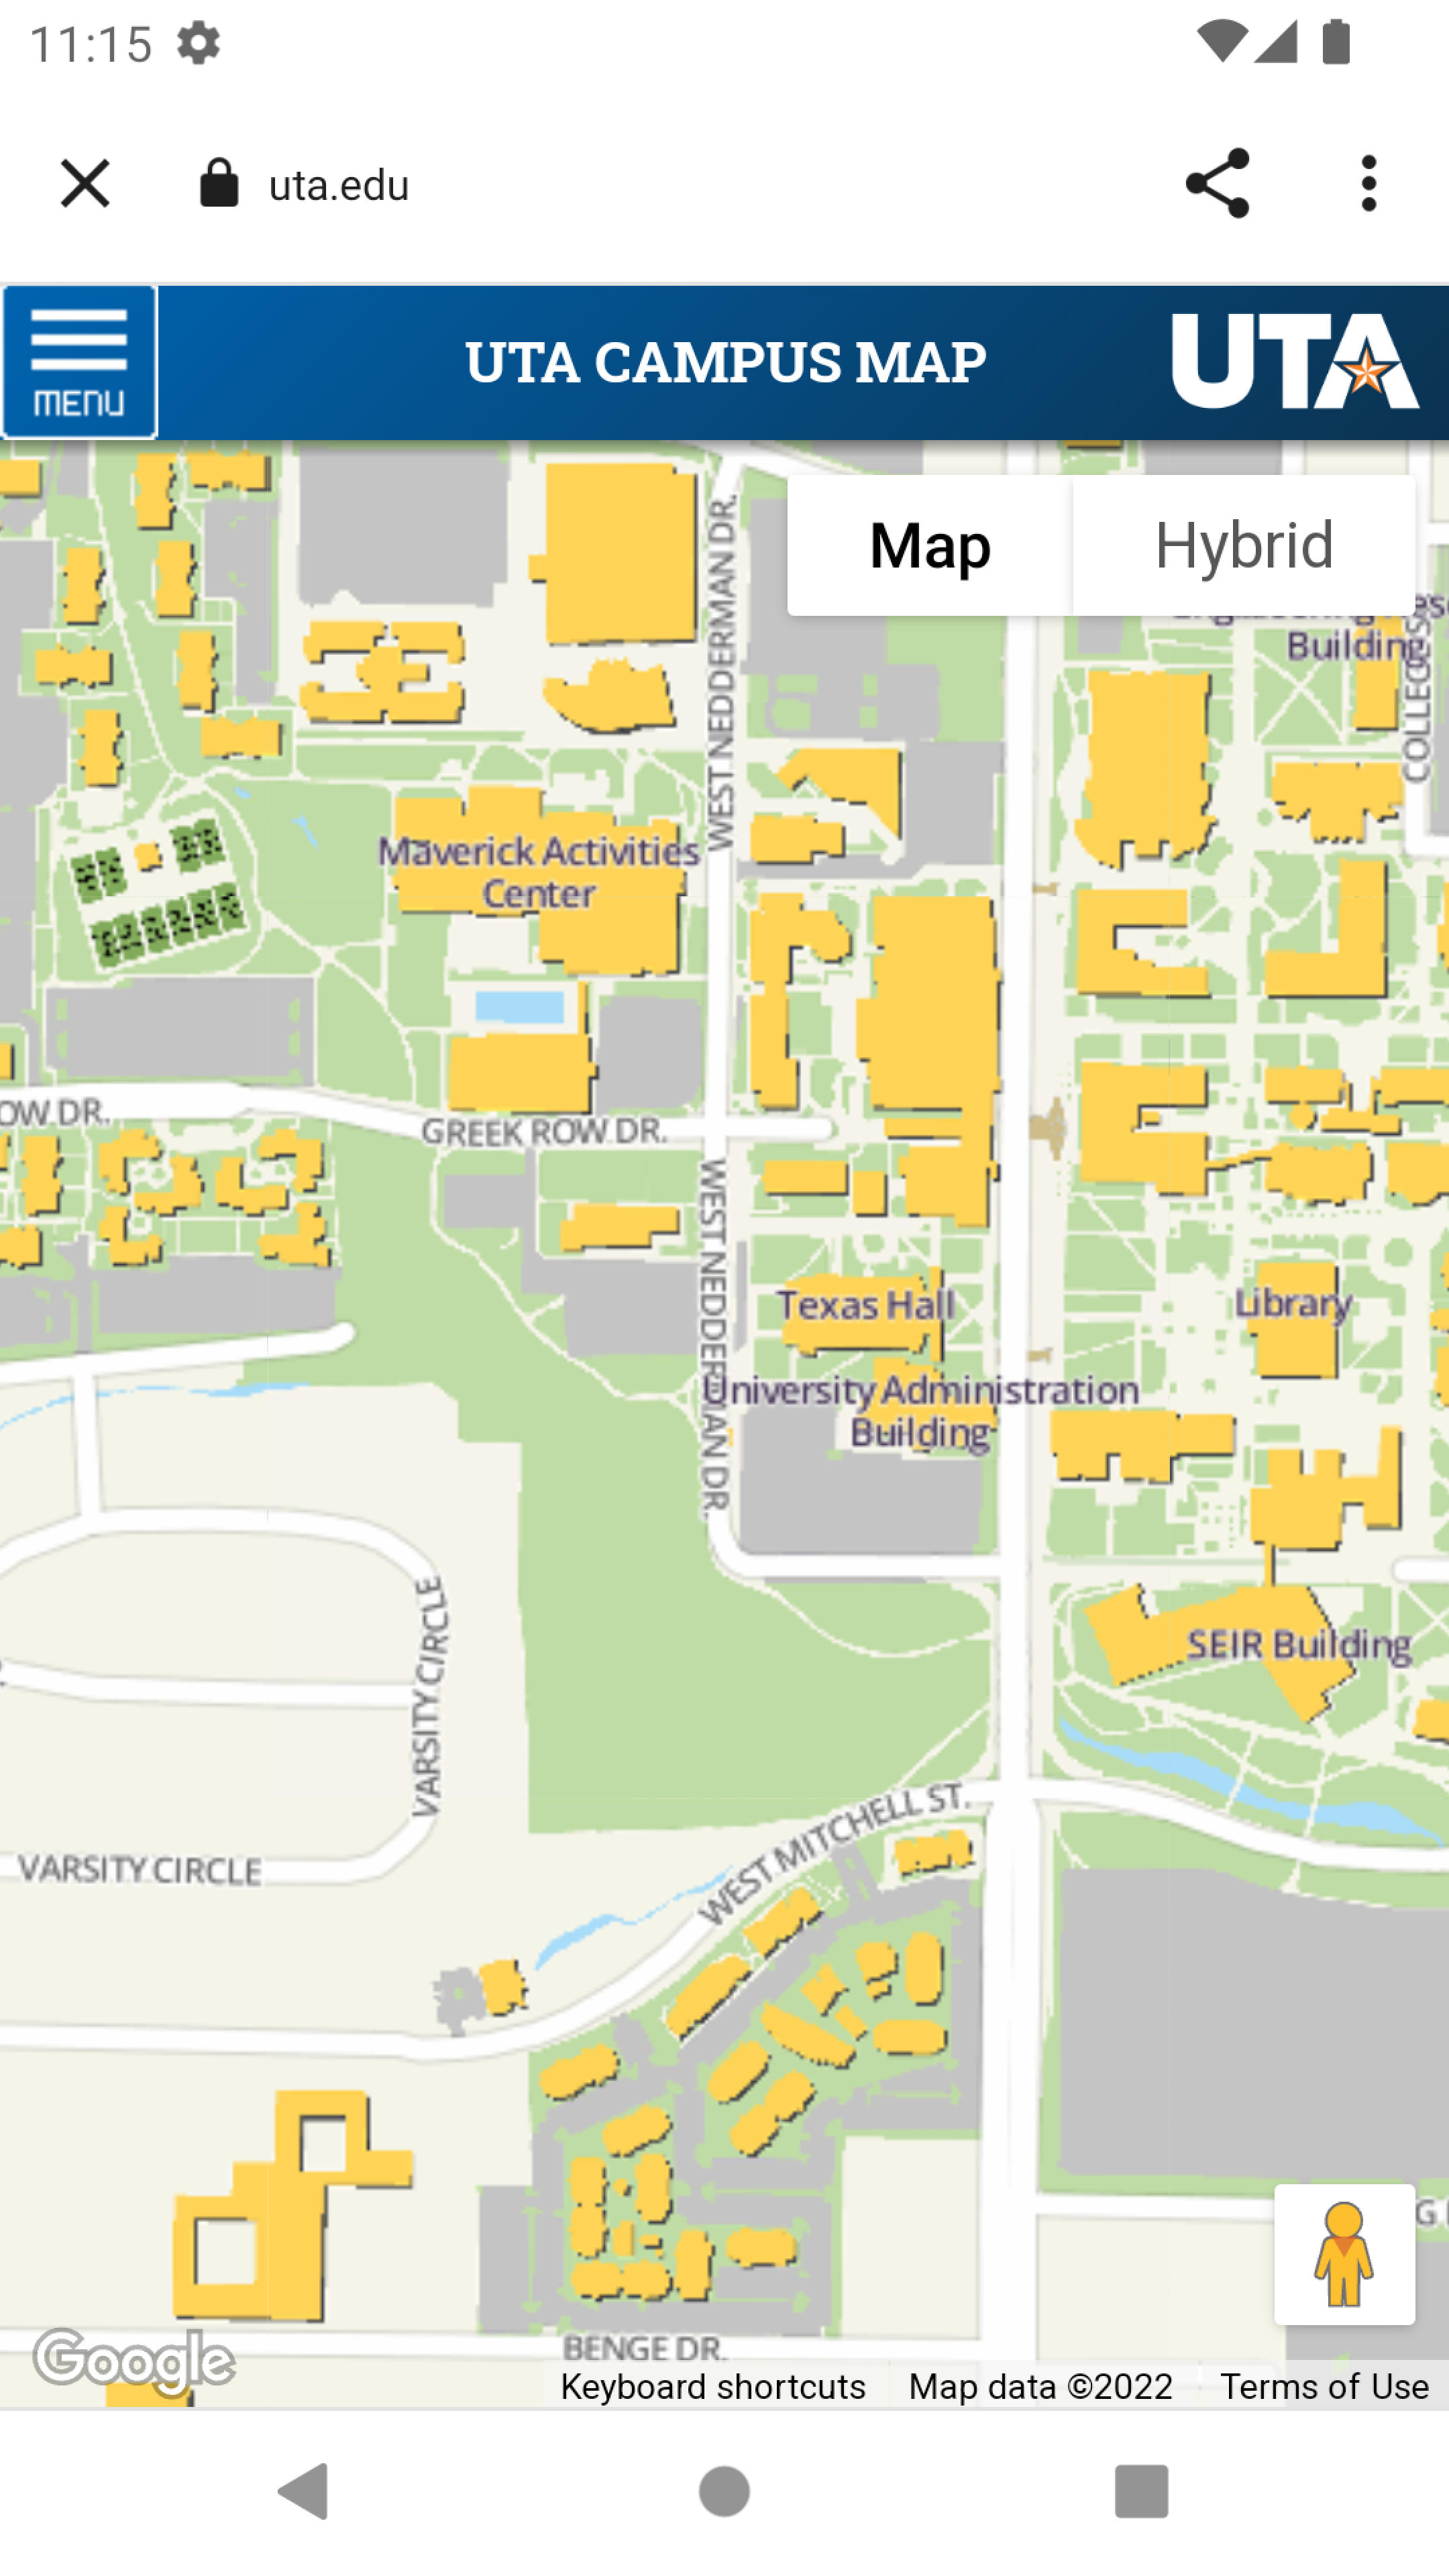 11:15
uta.edu
MENU
UTA CAMPUS MAP
UTA
Map
Hybrid
WEST NEDDERMAN DR.
Building
Maverick Activities
Center
OW DR.
GREEK ROW DR.
WEST NEDDERMAN DR.
Texas Hall
Library
University Administration
Building
VARSITY CIRCLE
SEIR Building
WEST MITCHELL ST.
VARSITY CIRCLE
BENGE DR.
Google
Keyboard shortcuts
Map data ©2022
Terms of Use